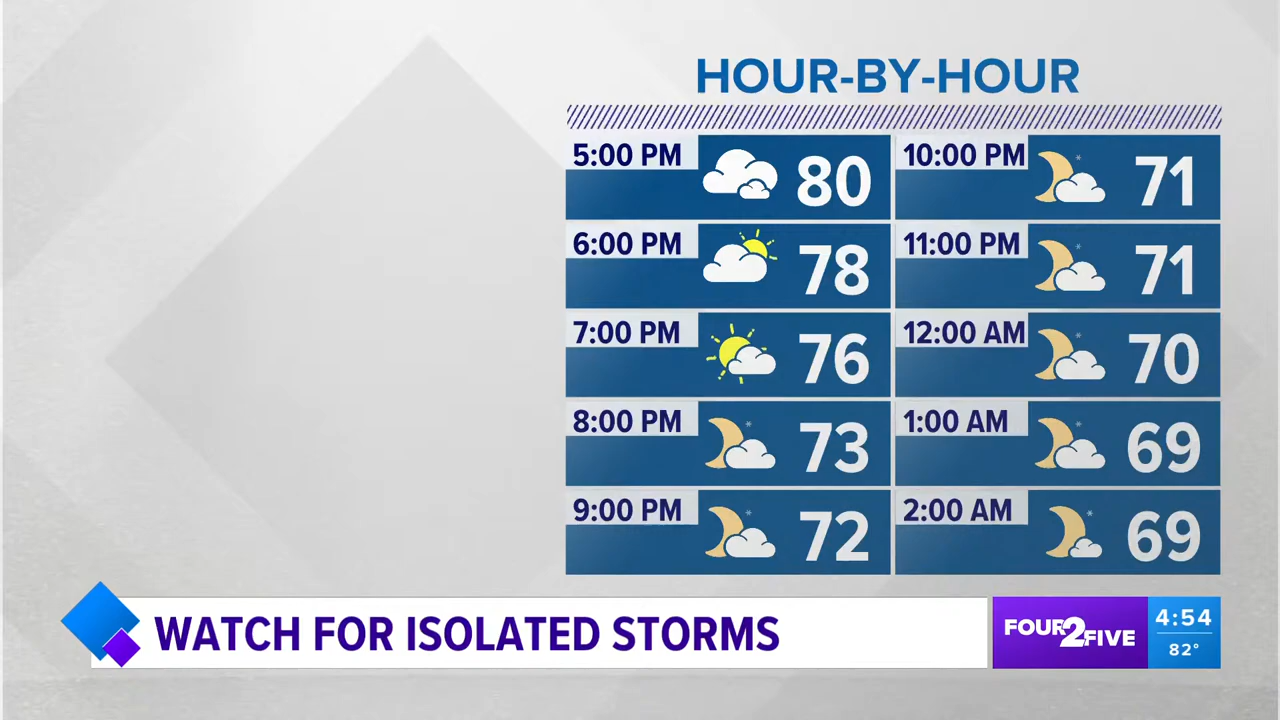 HOUR-BY-HOUR
5:00 PM 80
6:00 PM 78
7:00 PM 76
8:00 PM 73
9:00 PM 72
10:00 PM 71
11:00 PM 71
12:00 AM 70
1:00 AM 69
2:00 AM 69
WATCH FOR ISOLATED STORMS
FOUR2FIVE
4:54
82°